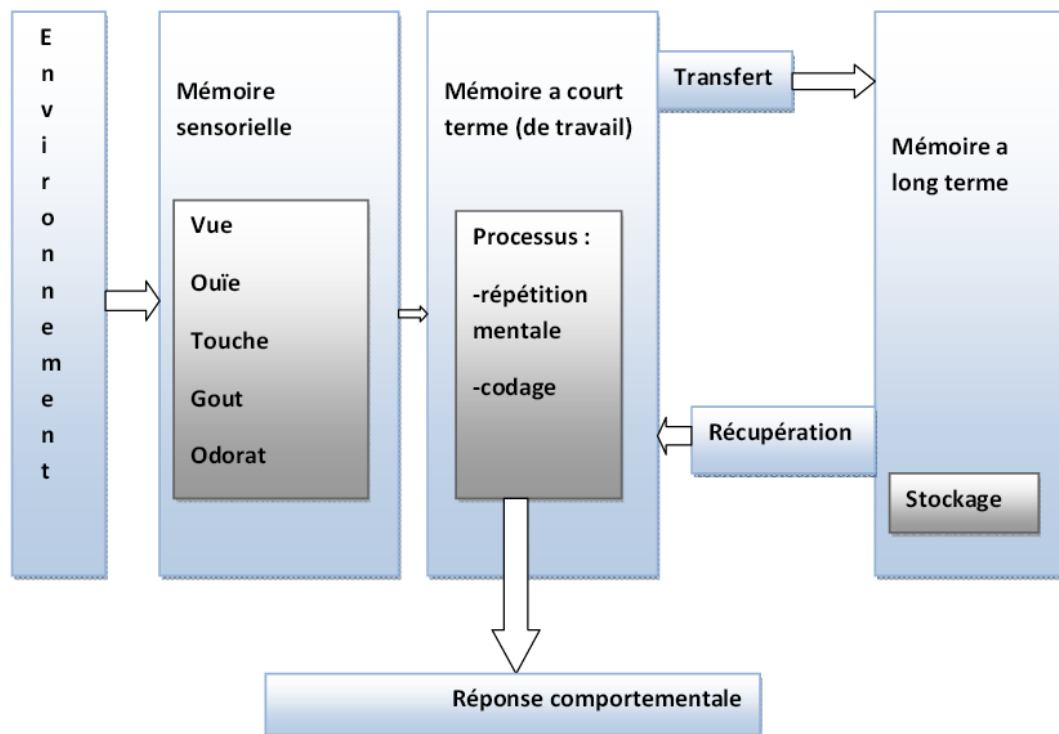 Environnement
Mémoire
sensorielle
Vue
Ouïe
Touche
Gout
Odorat
Mémoire a court
terme (de travail)
Processus :
-répétition
mentale
-codage
Transfert
Récupération
Mémoire a
long terme
Stockage
Réponse comportementale